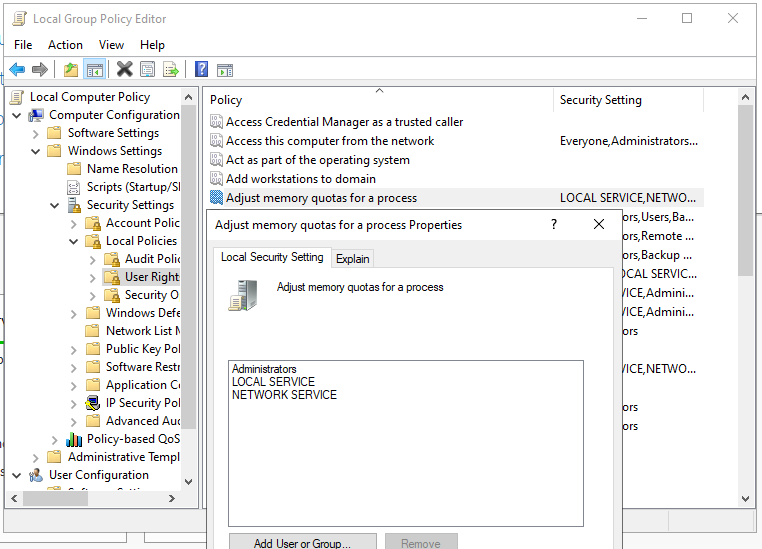 Local Group Policy Editor
File Action View Help
Local Computer Policy
Computer Configuration
Software Settings
Windows Settings
Name Resolution
Scripts (Startup/Sl
Security Settings
Account Polic
Local Policies
Audit Polic
User Rights
Security O
Windows Defe
Network List M
Public Key Pol
Software Restr
Application Co
IP Security Pol
Advanced Aud
Policy-based QoS
Administrative Templ
User Configuration
Policy Security Setting
Access Credential Manager as a trusted caller
Access this computer from the network Everyone,Administrators...
Act as part of the operating system
Add workstations to domain
Adjust memory quotas for a process LOCAL SERVICE,NETWO...
ors,Users,Ba...
ors,Remote ...
ors,Backup ...
OCAL SERVIC...
VICE,Admini...
VICE,Admini...
ors
VICE,NETWO...
ors
ors
Adjust memory quotas for a process Properties ?
Local Security Setting Explain
Adjust memory quotas for a process
Administrators
LOCAL SERVICE
NETWORK SERVICE
Add User or Group... Remove